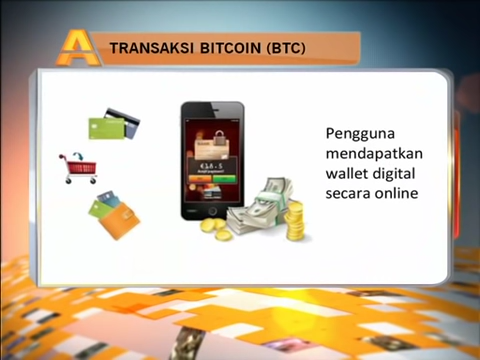 A
TRANSAKSI BITCOIN (BTC)
Pengguna
mendapatkan
wallet digital
secara online